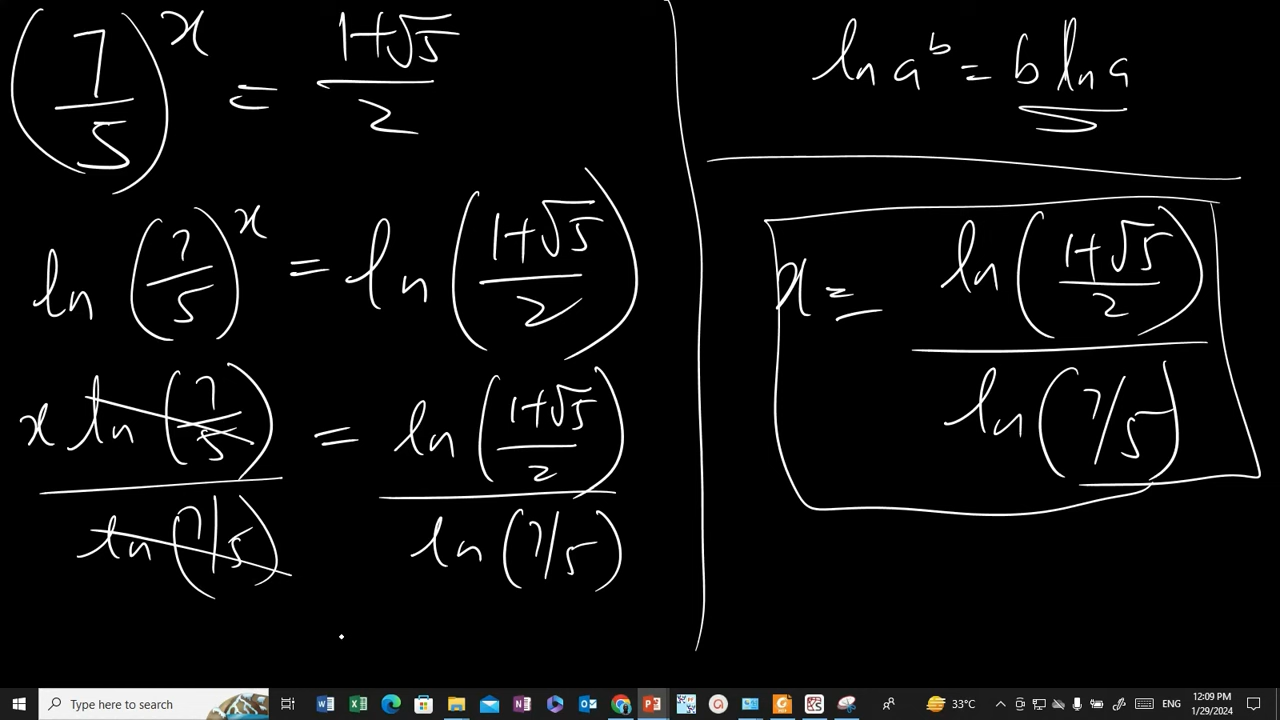 (7/5)^x = (1+√5)/2
ln (7/5)^x = ln ((1+√5)/2)
x ln (7/5) / ln (7/5) = ln ((1+√5)/2) / ln (7/5)
ln a^b = b ln a
x = ln ((1+√5)/2) / ln (7/5)
Type here to search
33°C
ENG
12:09 PM
1/29/2024